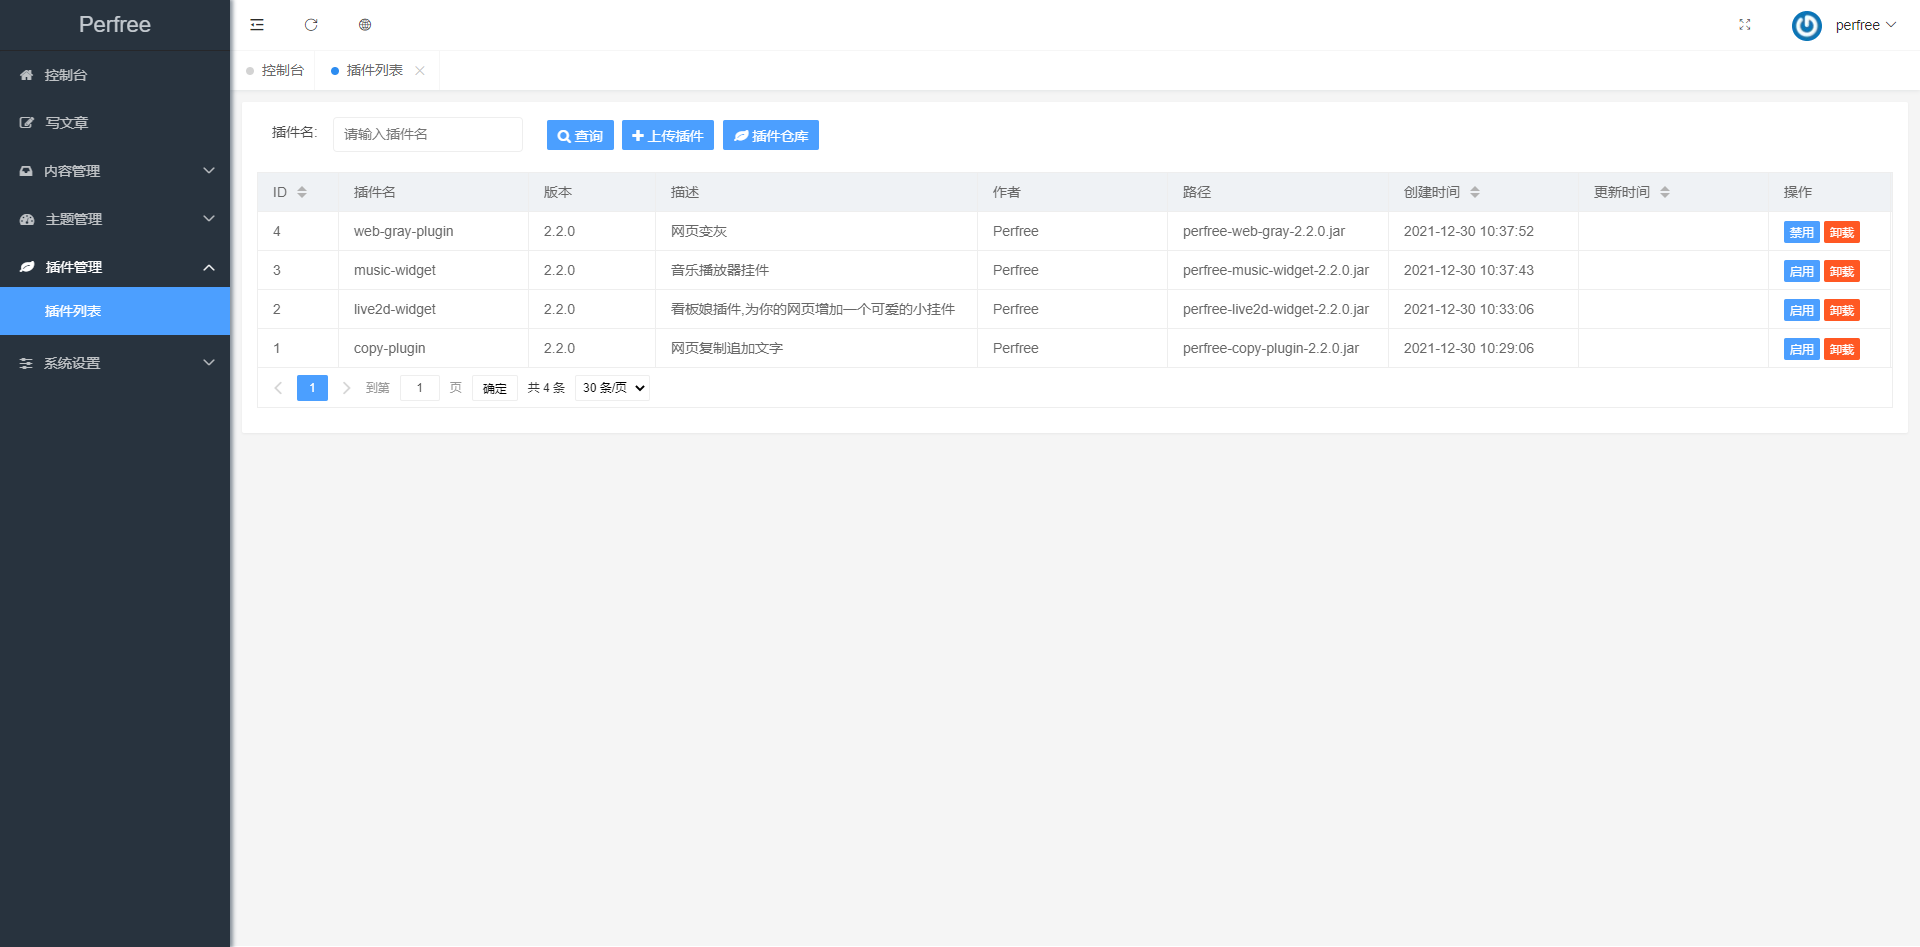 Perfree
perfree
控制台
写文章
内容管理
主题管理
插件管理
插件列表
系统设置
控制台 插件列表
插件名: 请输入插件名 查询 上传插件 插件仓库
ID 插件名 版本 描述 作者 路径 创建时间 更新时间 操作
4 web-gray-plugin 2.2.0 网页变灰 Perfree perfree-web-gray-2.2.0.jar 2021-12-30 10:37:52 禁用 卸载
3 music-widget 2.2.0 音乐播放器挂件 Perfree perfree-music-widget-2.2.0.jar 2021-12-30 10:37:43 启用 卸载
2 live2d-widget 2.2.0 看板娘插件,为你的网页增加一个可爱的小挂件 Perfree perfree-live2d-widget-2.2.0.jar 2021-12-30 10:33:06 启用 卸载
1 copy-plugin 2.2.0 网页复制追加文字 Perfree perfree-copy-plugin-2.2.0.jar 2021-12-30 10:29:06 启用 卸载
1 到第 1 页 确定 共 4 条 30 条/页